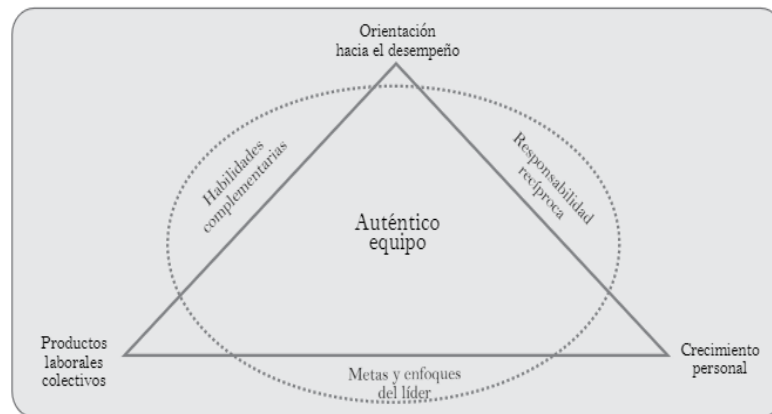 Orientación
hacia el desempeño
Habilidades
complementarias
Responsabilidad
recíproca
Auténtico
equipo
Productos
laborales
colectivos
Metas y enfoques
del líder
Crecimiento
personal